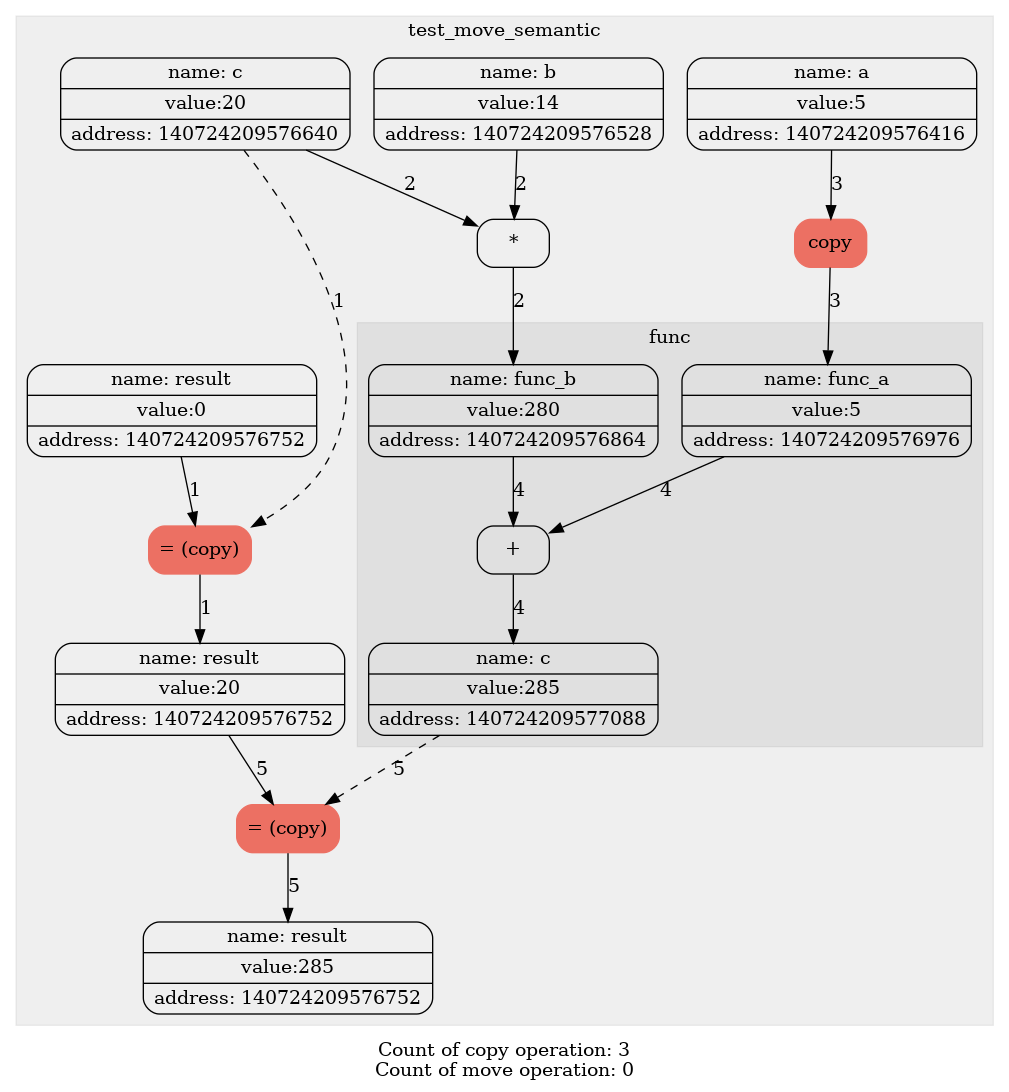 test_move_semantic
name: c
value:20
address: 140724209576640
name: b
value:14
address: 140724209576528
name: a
value:5
address: 140724209576416
2
2
3
*
copy
1
2
3
func
name: result
value:0
address: 140724209576752
name: func_b
value:280
address: 140724209576864
name: func_a
value:5
address: 140724209576976
1
4
4
= (copy)
+
1
4
name: result
value:20
address: 140724209576752
name: c
value:285
address: 140724209577088
5
5
= (copy)
5
name: result
value:285
address: 140724209576752
Count of copy operation: 3
Count of move operation: 0